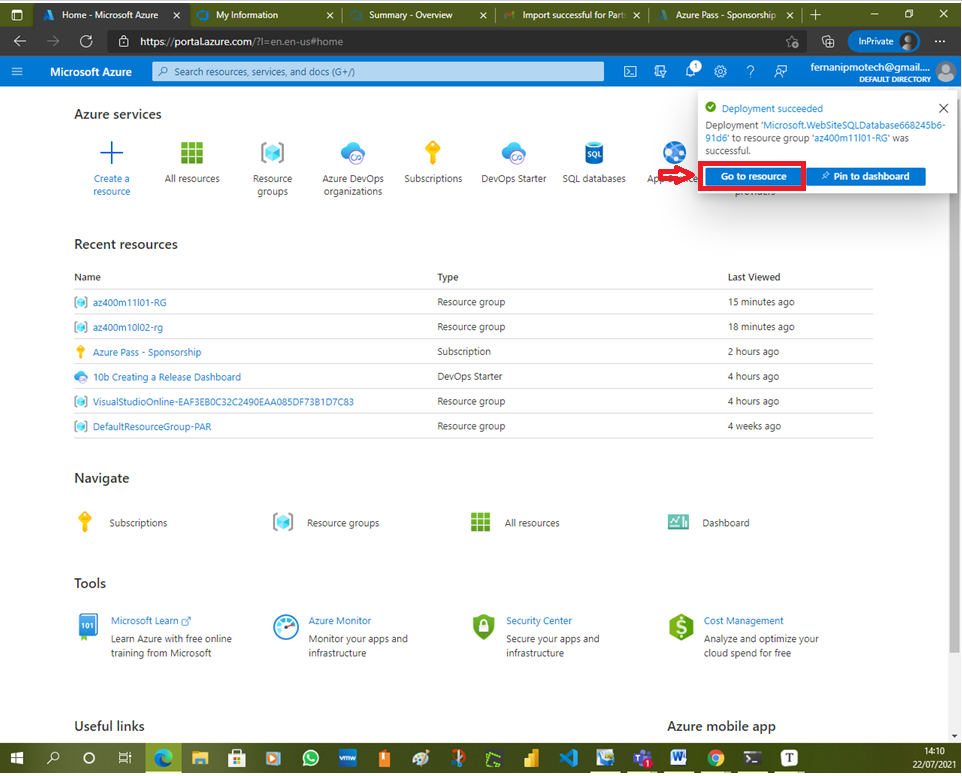 Home - Microsoft Azure
My Information
Summary - Overview
Import successful for Parts
Azure Pass - Sponsorship
https://portal.azure.com/?l=en.en-us#home
InPrivate
Microsoft Azure
Search resources, services, and docs (G+/)
1
fernanipmotech@gmail....
DEFAULT DIRECTORY
Deployment succeeded
Deployment 'Microsoft.WebSiteSQLDatabase668245b6-
91d6' to resource group 'az400m11l01-RG' was
successful.
Go to resource
Pin to dashboard
Azure services
SQL
Create a
resource
All resources
Resource
groups
Azure DevOps
organizations
Subscriptions
DevOps Starter
SQL databases
providers
Recent resources
Name Type Last Viewed
az400m11l01-RG Resource group 15 minutes ago
az400m10l02-rg Resource group 18 minutes ago
Azure Pass - Sponsorship Subscription 2 hours ago
10b Creating a Release Dashboard DevOps Starter 4 hours ago
VisualStudioOnline-EAF3EB0C32C2490EAA085DF73B1D7C83 Resource group 4 hours ago
DefaultResourceGroup-PAR Resource group 4 weeks ago
Navigate
Subscriptions
Resource groups
All resources
Dashboard
Tools
101
Microsoft Learn
Learn Azure with free online
training from Microsoft
Azure Monitor
Monitor your apps and
infrastructure
Security Center
Secure your apps and
infrastructure
Cost Management
Analyze and optimize your
cloud spend for free
Useful links
Azure mobile app
vmw
T
14:10
22/07/2021